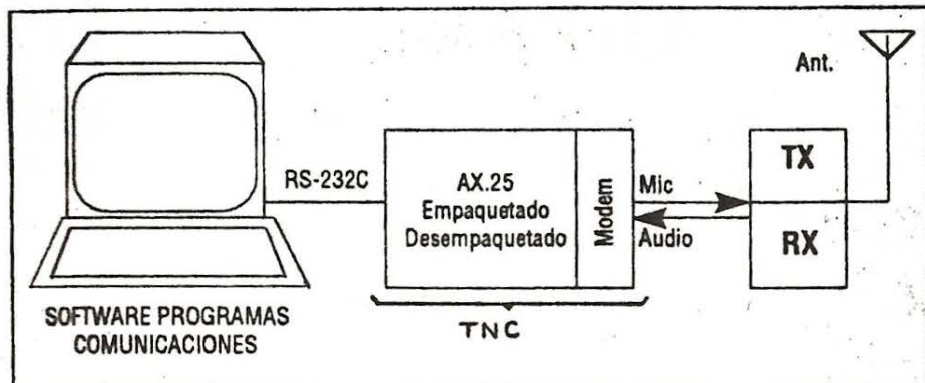 Ant.
TX
RS-232C
AX.25
Empaquetado
Desempaquetado
Modem
Mic
Audio
RX
SOFTWARE PROGRAMAS
COMUNICACIONES
TNC